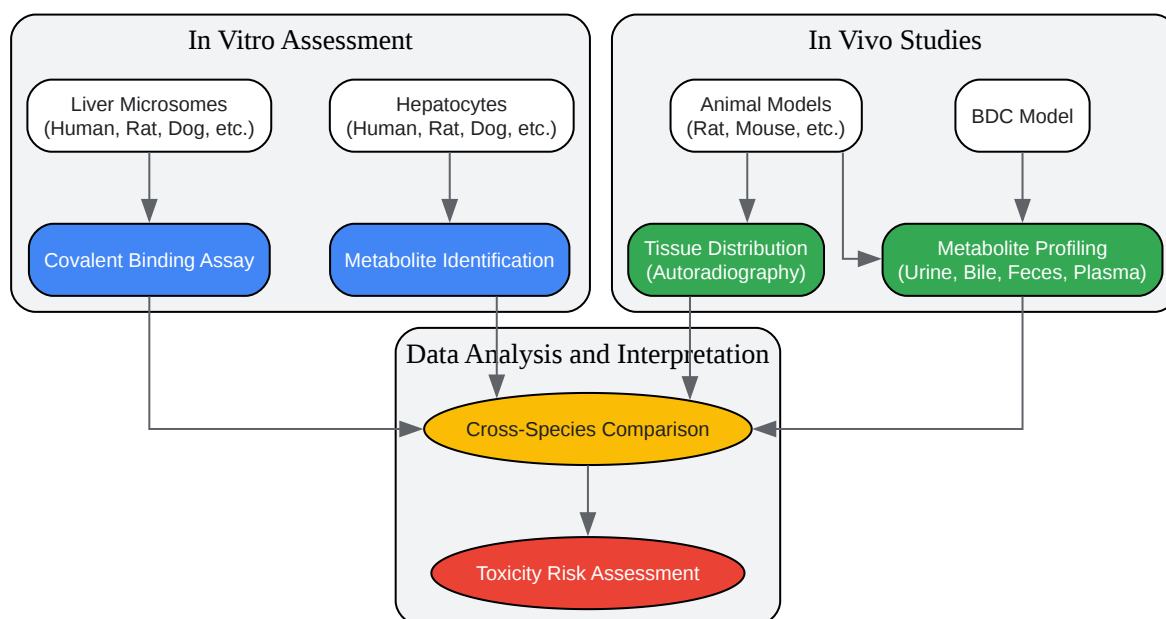 In Vitro Assessment
Liver Microsomes
(Human, Rat, Dog, etc.)
Hepatocytes
(Human, Rat, Dog, etc.)
Covalent Binding Assay
Metabolite Identification
In Vivo Studies
Animal Models
(Rat, Mouse, etc.)
BDC Model
Tissue Distribution
(Autoradiography)
Metabolite Profiling
(Urine, Bile, Feces, Plasma)
Data Analysis and Interpretation
Cross-Species Comparison
Toxicity Risk Assessment